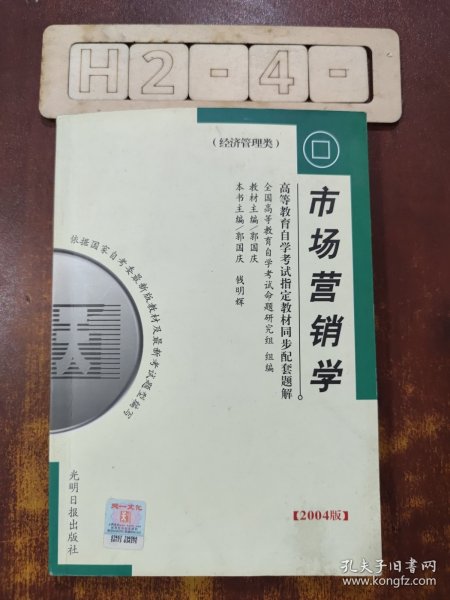 H2-4-
（经济管理类）
市场营销学
高等教育自学考试指定教材同步配套题解
全国高等教育自学考试命题研究组 组编
教材主编/郭国庆
本书主编/郭国庆 钱明辉
依据国家自考委最新版教材及最新考试题型编写
天一文化
光明日报出版社
【2004版】
孔夫子旧书网
www.kongfz.com